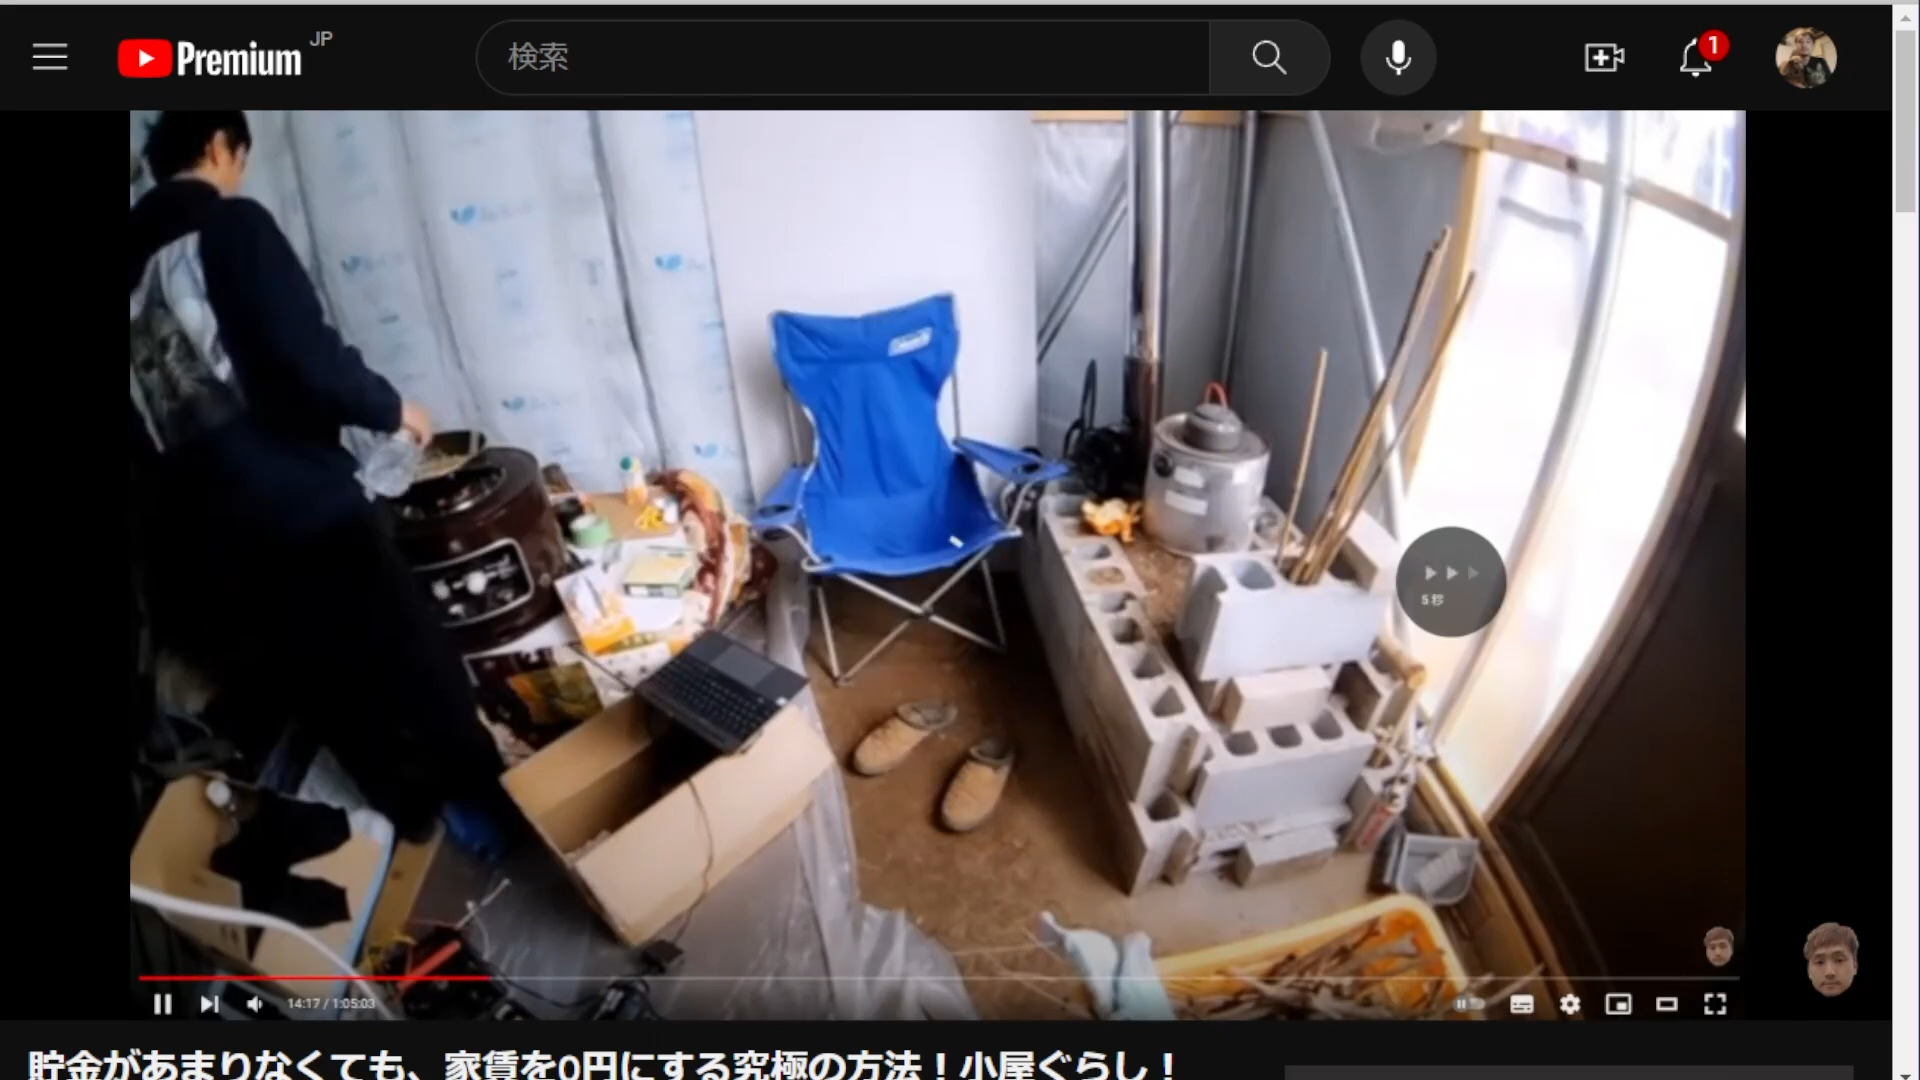 Premium JP
検索
1
5 秒
14:17 / 1:05:03
貯金があまりなくても、家賃を0円にする究極の方法！小屋ぐらし！